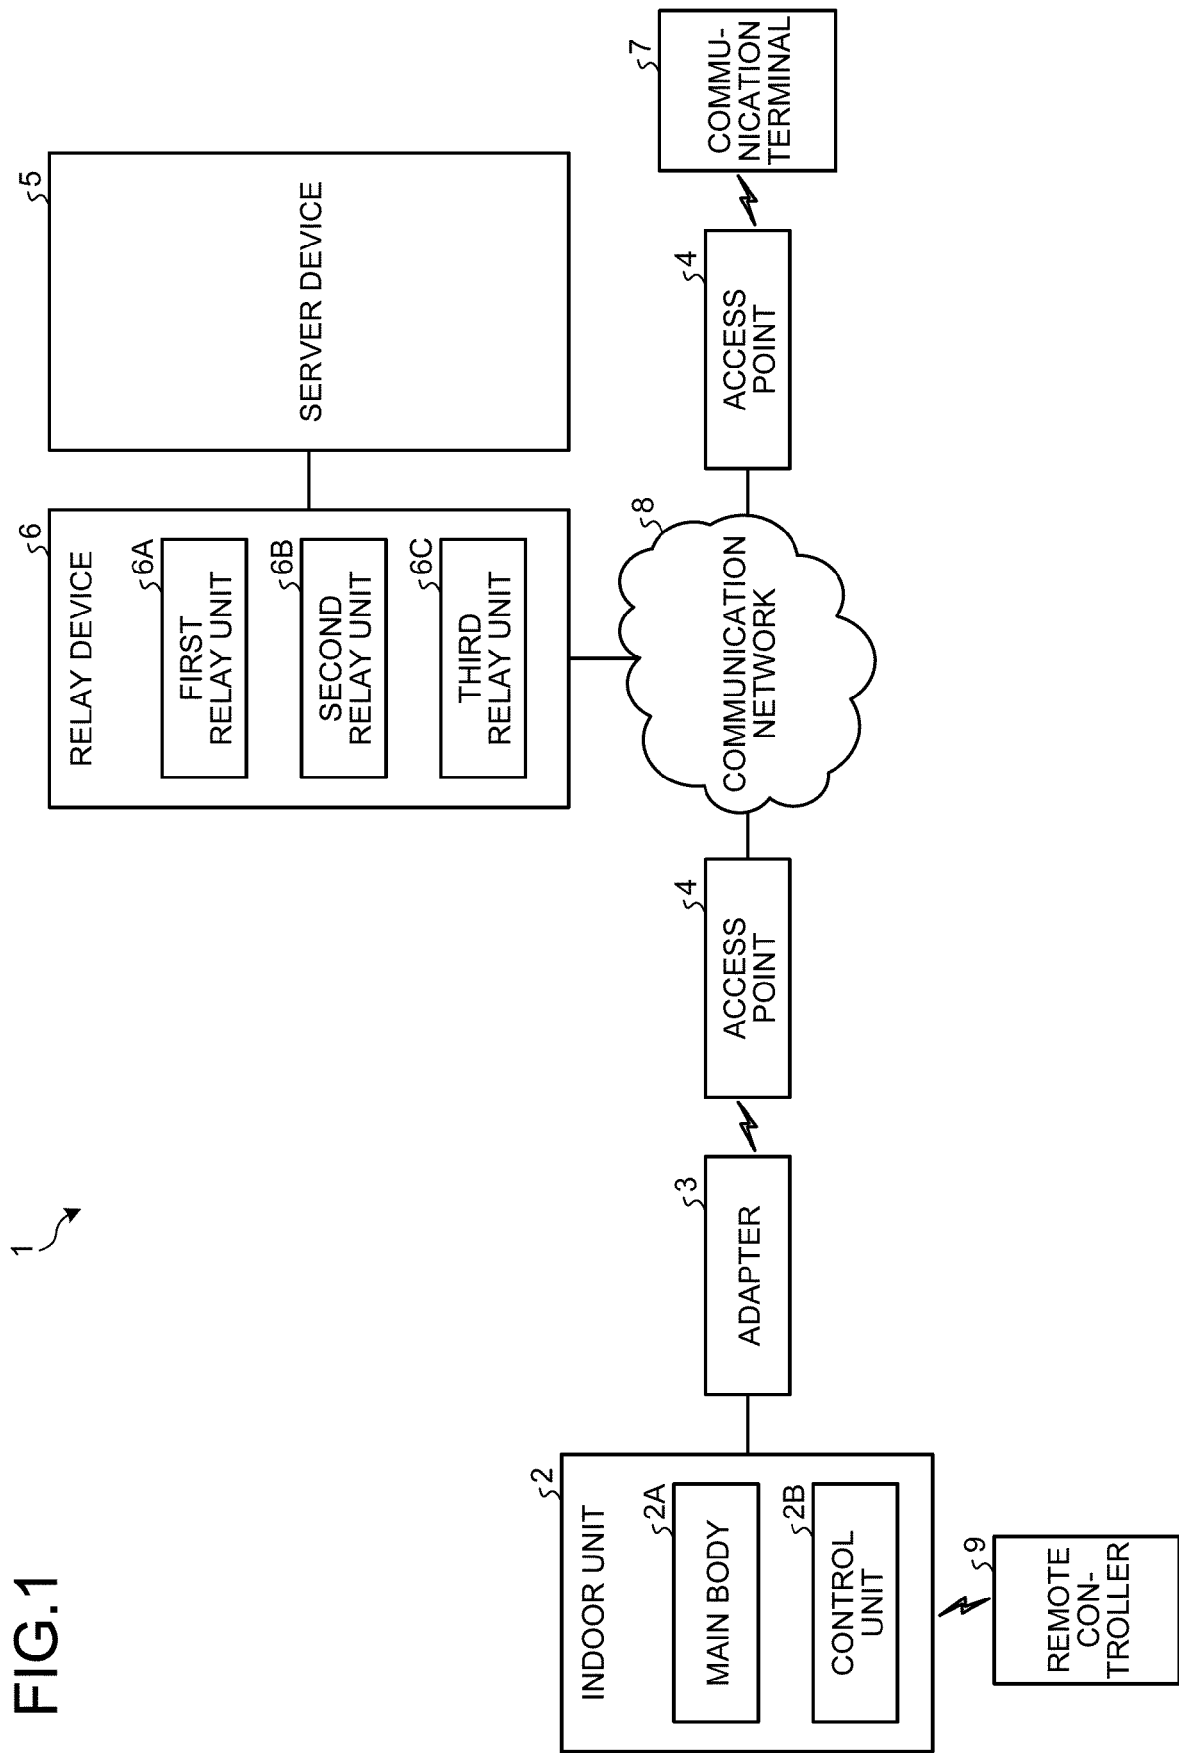 FIG.1
1
INDOOR UNIT
2
MAIN BODY
2A
CONTROL
UNIT
2B
REMOTE
CON-
TROLLER
9
ADAPTER
3
ACCESS
POINT
4
RELAY DEVICE
6
FIRST
RELAY UNIT
6A
SECOND
RELAY UNIT
6B
THIRD
RELAY UNIT
6C
COMMUNICATION
NETWORK
8
SERVER DEVICE
5
ACCESS
POINT
4
COMMU-
NICATION
TERMINAL
7